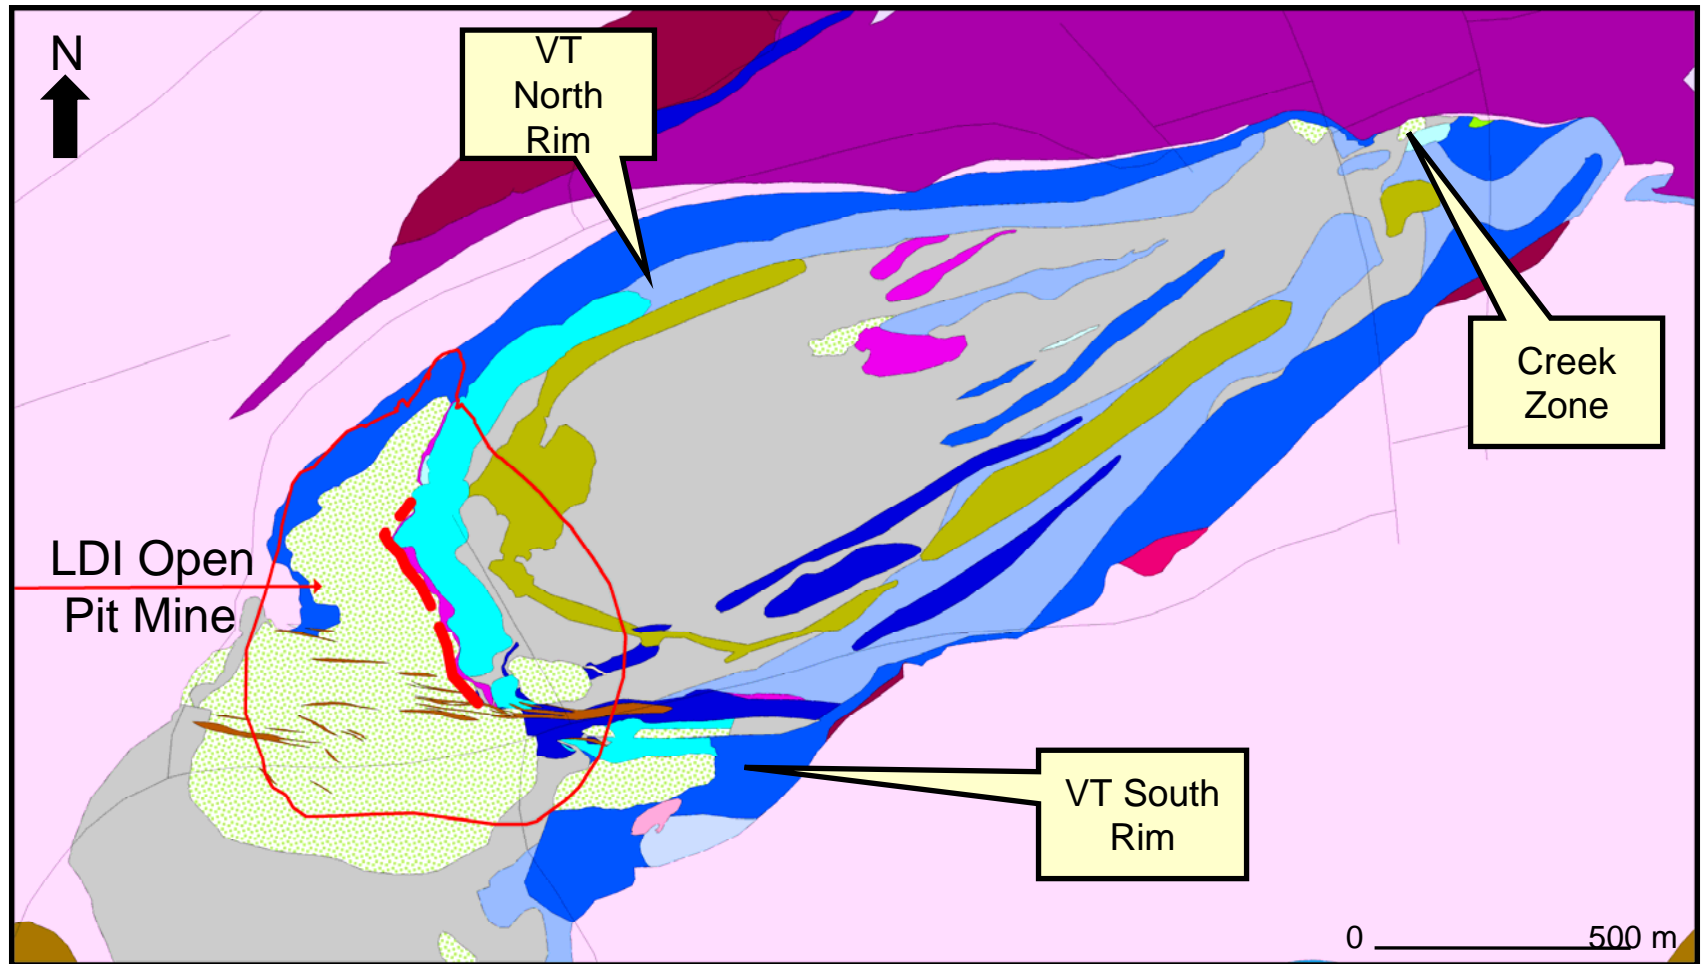 N
VT
North
Rim
LDI Open
Pit Mine
Creek
Zone
VT South
Rim
0 500 m